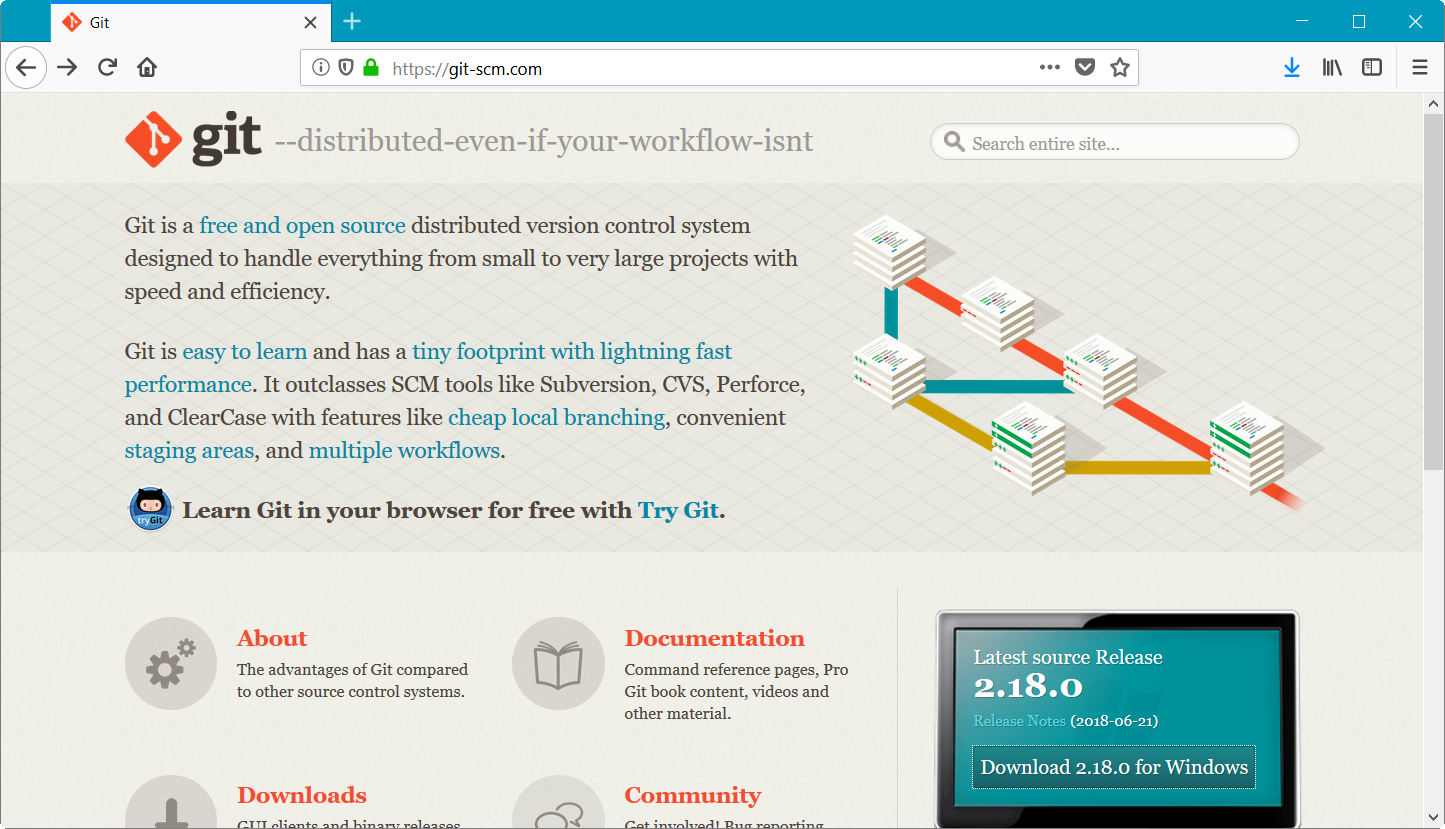 Git
https://git-scm.com
git --distributed-even-if-your-workflow-isnt
Search entire site...
Git is a free and open source distributed version control system
designed to handle everything from small to very large projects with
speed and efficiency.
Git is easy to learn and has a tiny footprint with lightning fast
performance. It outclasses SCM tools like Subversion, CVS, Perforce,
and ClearCase with features like cheap local branching, convenient
staging areas, and multiple workflows.
tryGit
Learn Git in your browser for free with Try Git.
About
The advantages of Git compared
to other source control systems.
Documentation
Command reference pages, Pro
Git book content, videos and
other material.
Downloads
GUI clients and binary releases
Community
Get involved! Bug reporting,
Latest source Release
2.18.0
Release Notes (2018-06-21)
Download 2.18.0 for Windows